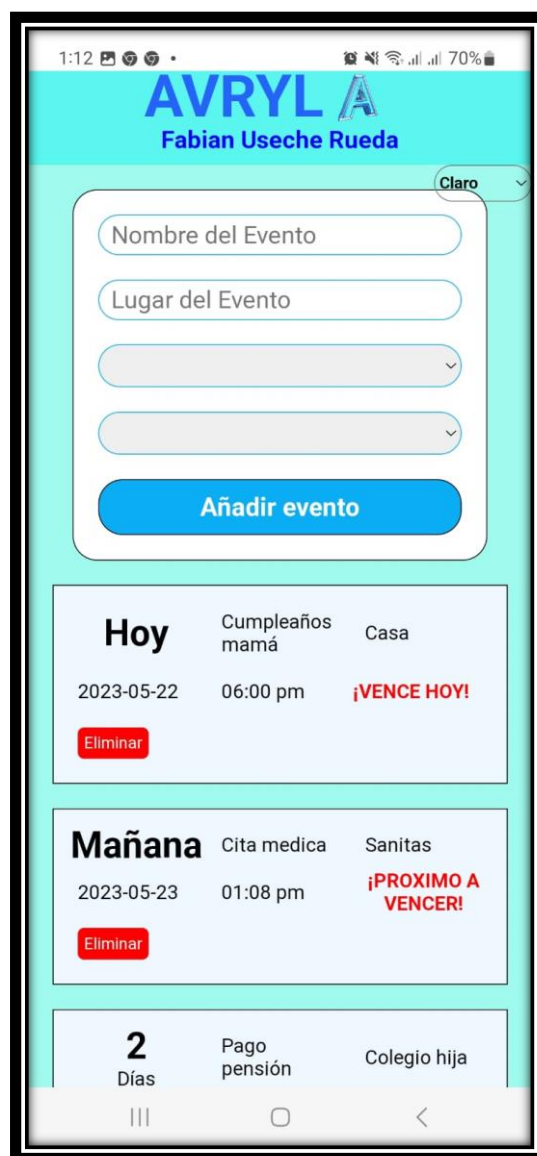 1:12
70%
AVRYL A
Fabian Useche Rueda
Claro
Nombre del Evento
Lugar del Evento
Añadir evento
Hoy
Cumpleaños
mamá
Casa
2023-05-22
06:00 pm
¡VENCE HOY!
Eliminar
Mañana
Cita medica
Sanitas
2023-05-23
01:08 pm
¡PROXIMO A
VENCER!
Eliminar
2
Días
Pago
pensión
Colegio hija